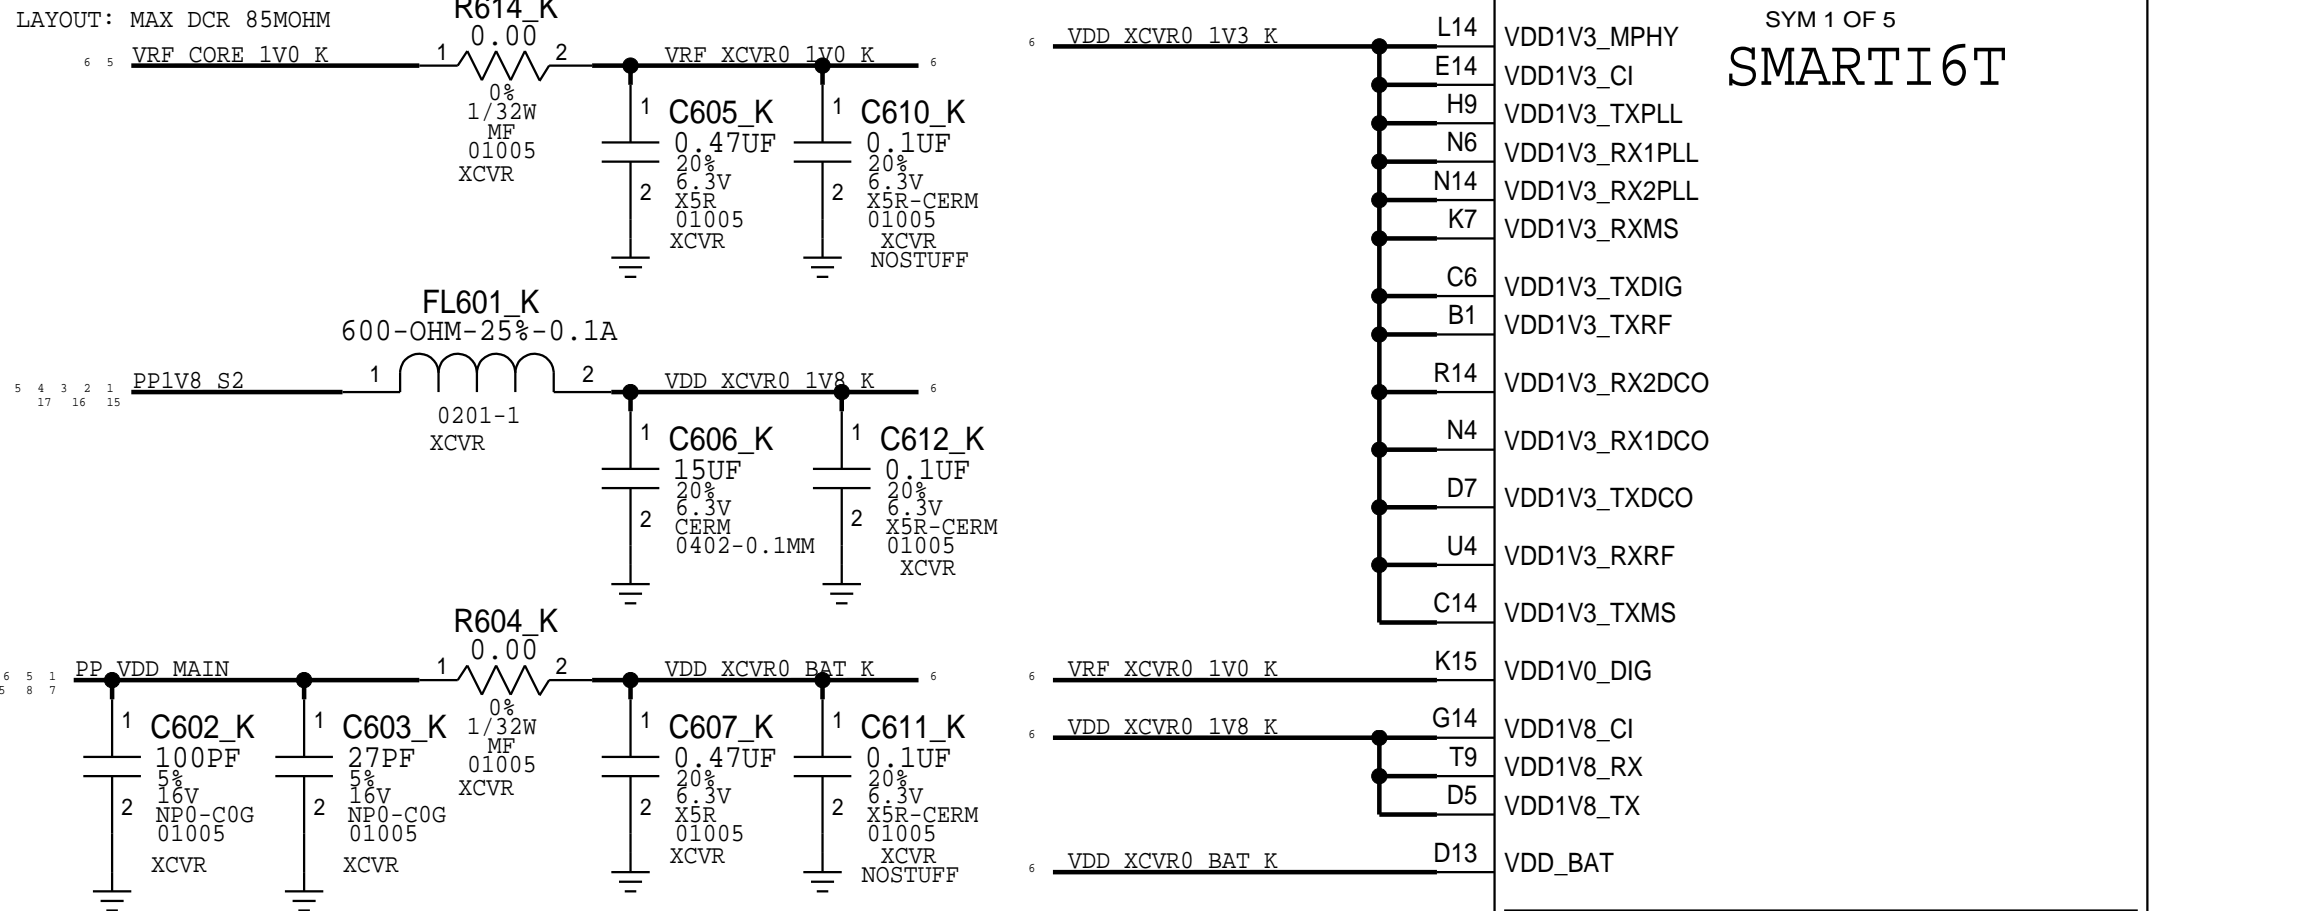 LAYOUT: MAX DCR 85MOHM
R614_K
0.00
6 5 VRF_CORE_1V0_K 1 2 VRF_XCVR0_1V0_K 6
0%
1/32W
MF
01005
XCVR
1 C605_K
0.47UF
20%
6.3V
2 X5R
01005
XCVR
1 C610_K
0.1UF
20%
6.3V
2 X5R-CERM
01005
XCVR
NOSTUFF
FL601_K
600-OHM-25%-0.1A
5 4 3 2 1 PP1V8_S2 1 2 VDD_XCVR0_1V8_K 6
17 16 15
0201-1
XCVR
1 C606_K
15UF
20%
6.3V
2 CERM
0402-0.1MM
1 C612_K
0.1UF
20%
6.3V
2 X5R-CERM
01005
XCVR
R604_K
0.00
6 5 1 PP_VDD_MAIN 1 2 VDD_XCVR0_BAT_K 6
5 8 7
0%
1/32W
MF
01005
XCVR
1 C602_K
100PF
5%
16V
2 NP0-C0G
01005
XCVR
1 C603_K
27PF
5%
16V
2 NP0-C0G
01005
XCVR
1 C607_K
0.47UF
20%
6.3V
2 X5R
01005
XCVR
1 C611_K
0.1UF
20%
6.3V
2 X5R-CERM
01005
XCVR
NOSTUFF
SYM 1 OF 5
SMARTI6T
6 VDD_XCVR0_1V3_K L14 VDD1V3_MPHY
E14 VDD1V3_CI
H9 VDD1V3_TXPLL
N6 VDD1V3_RX1PLL
N14 VDD1V3_RX2PLL
K7 VDD1V3_RXMS
C6 VDD1V3_TXDIG
B1 VDD1V3_TXRF
R14 VDD1V3_RX2DCO
N4 VDD1V3_RX1DCO
D7 VDD1V3_TXDCO
U4 VDD1V3_RXRF
C14 VDD1V3_TXMS
6 VRF_XCVR0_1V0_K K15 VDD1V0_DIG
6 VDD_XCVR0_1V8_K G14 VDD1V8_CI
T9 VDD1V8_RX
D5 VDD1V8_TX
6 VDD_XCVR0_BAT_K D13 VDD_BAT